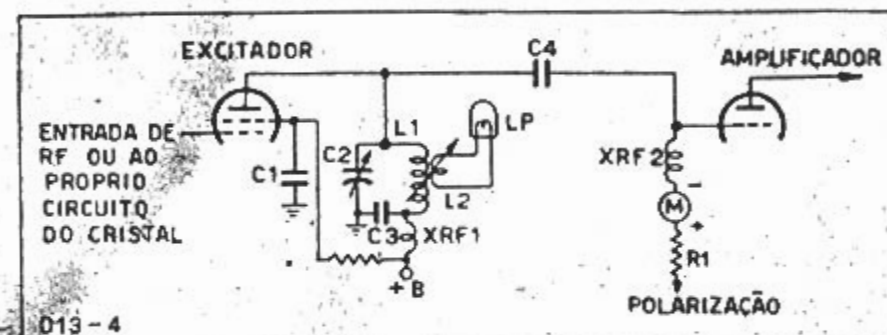 EXCITADOR
C4
AMPLIFICADOR
ENTRADA DE
RF OU AO
PROPRIO
CIRCUITO
DO CRISTAL
C1
C2
L1
LP
L2
C3
XRF1
+B
XRF2
-
M
+
R1
POLARIZAÇÃO
D13-4